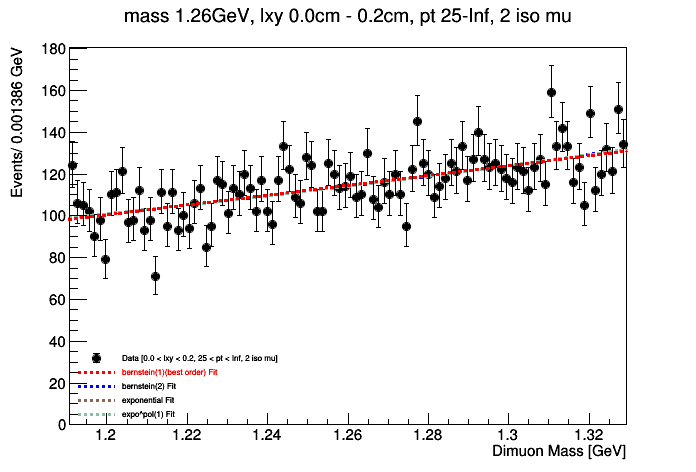 mass 1.26GeV, lxy 0.0cm - 0.2cm, pt 25-Inf, 2 iso mu
Events/ 0.001386 GeV
180
160
140
120
100
80
60
40
20
0
Data [0.0 < lxy < 0.2, 25 < pt < Inf, 2 iso mu]
bernstein(1)(best order) Fit
bernstein(2) Fit
exponential Fit
expo*pol(1) Fit
1.2 1.22 1.24 1.26 1.28 1.3 1.32
Dimuon Mass [GeV]